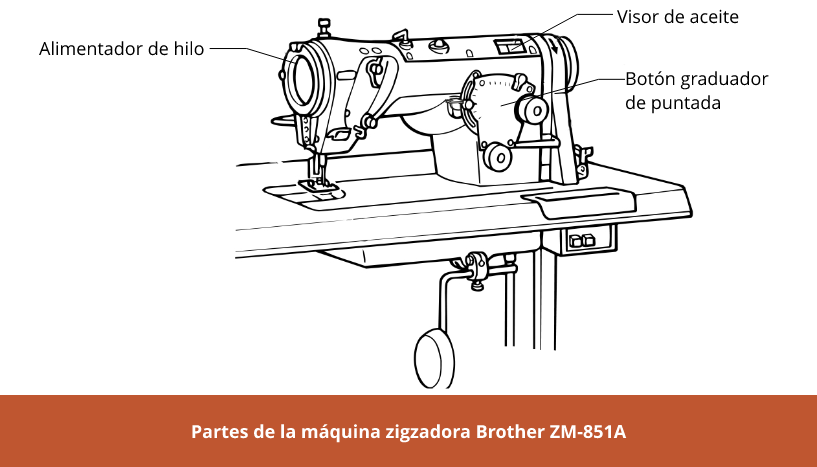 Visor de aceite
Alimentador de hilo
Botón graduador
de puntada
Partes de la máquina zigzadora Brother ZM-851A